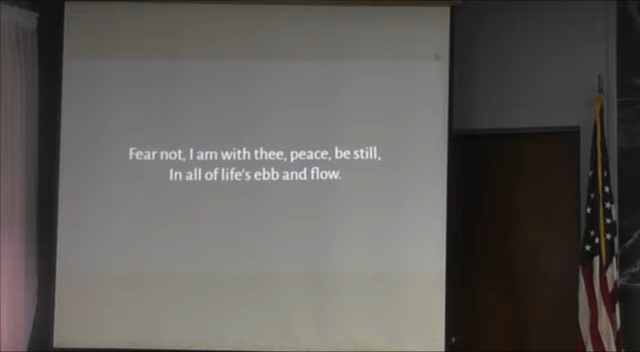 Fear not, I am with thee, peace, be still,
In all of life's ebb and flow.